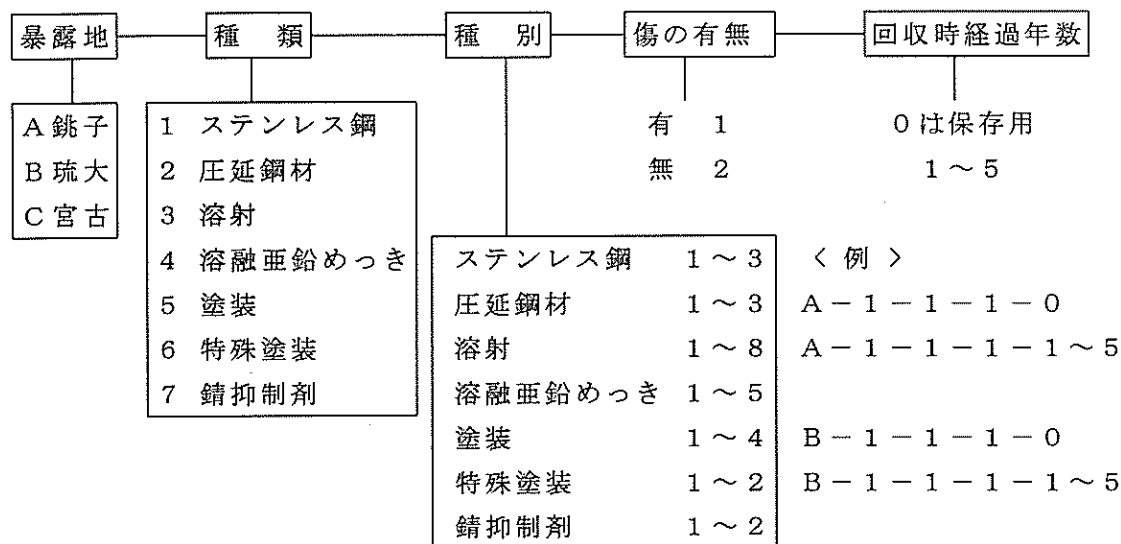 暴露地 種類 種別 傷の有無 回収時経過年数
A銚子
B琉大
C宮古
1 ステンレス鋼
2 圧延鋼材
3 溶射
4 溶融亜鉛めっき
5 塗装
6 特殊塗装
7 錆抑制剤
有 1
無 2
0は保存用
1～5
ステンレス鋼 1～3
圧延鋼材 1～3
溶射 1～8
溶融亜鉛めっき 1～5
塗装 1～4
特殊塗装 1～2
錆抑制剤 1～2
〈例〉
A－1－1－1－0
A－1－1－1－1～5
B－1－1－1－0
B－1－1－1－1～5